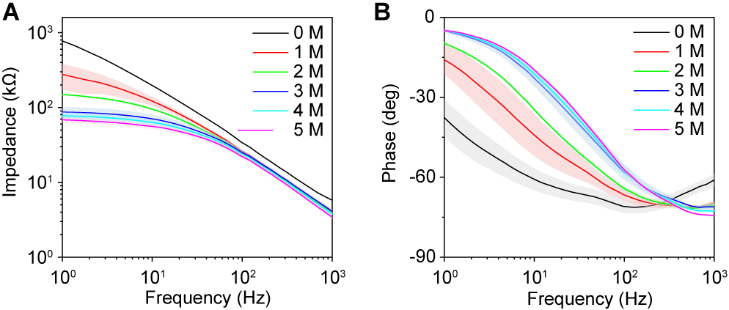 A
10³
10²
10¹
10⁰
Impedance (kΩ)
10⁰ 10¹ 10² 10³
Frequency (Hz)
0 M
1 M
2 M
3 M
4 M
5 M
B
0
-30
-60
-90
Phase (deg)
10⁰ 10¹ 10² 10³
Frequency (Hz)
0 M
1 M
2 M
3 M
4 M
5 M